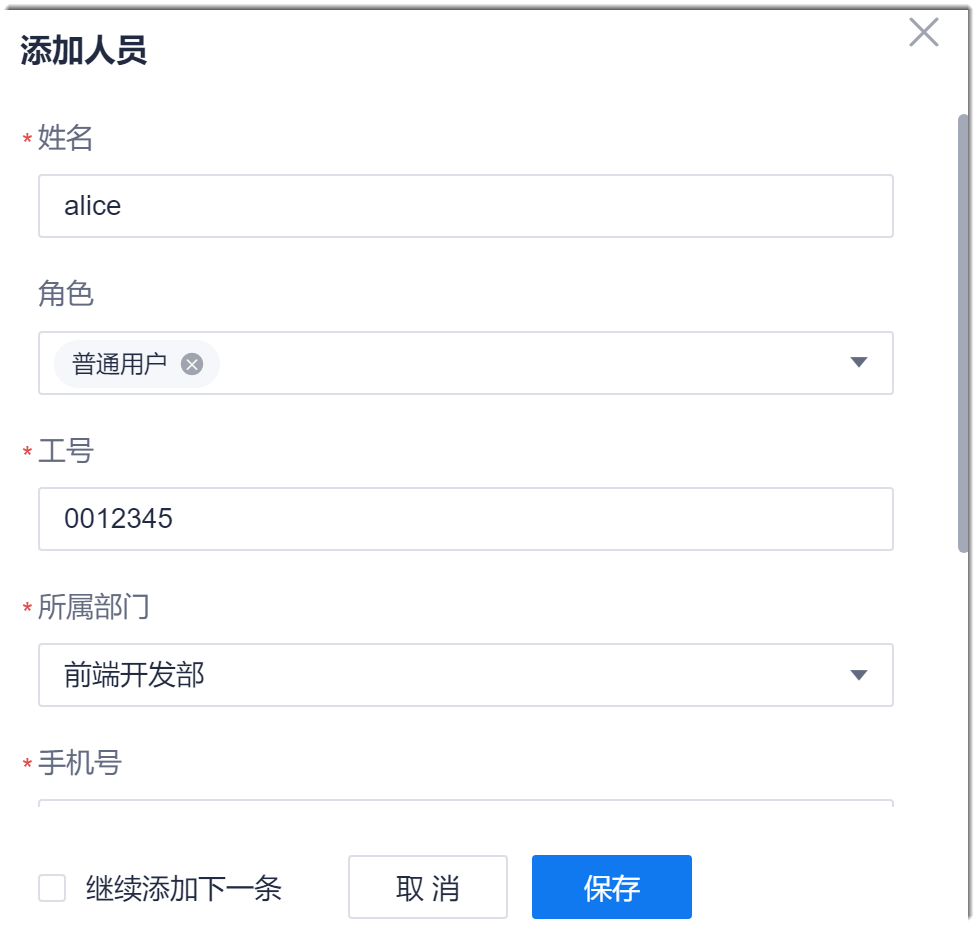 添加人员
* 姓名
alice
角色
普通用户
* 工号
0012345
* 所属部门
前端开发部
* 手机号
继续添加下一条 取 消 保存